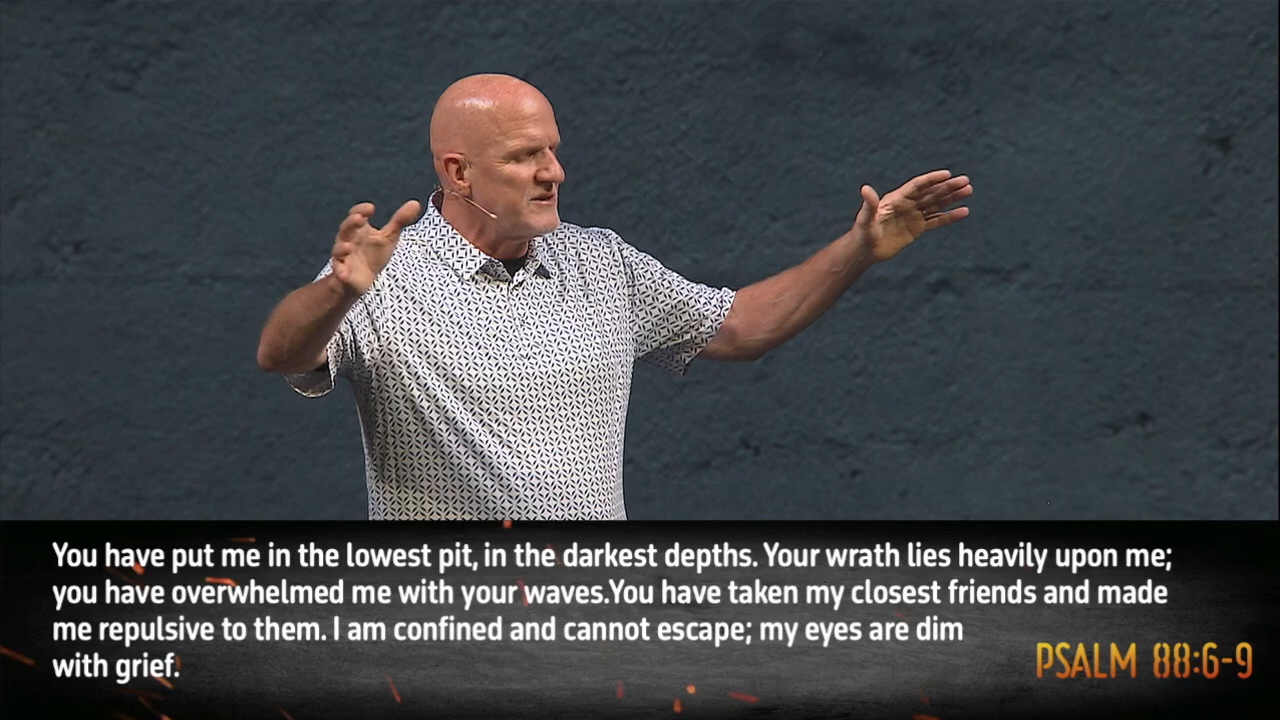 You have put me in the lowest pit, in the darkest depths. Your wrath lies heavily upon me;
you have overwhelmed me with your waves.You have taken my closest friends and made
me repulsive to them. I am confined and cannot escape; my eyes are dim
with grief.
PSALM 88:6-9